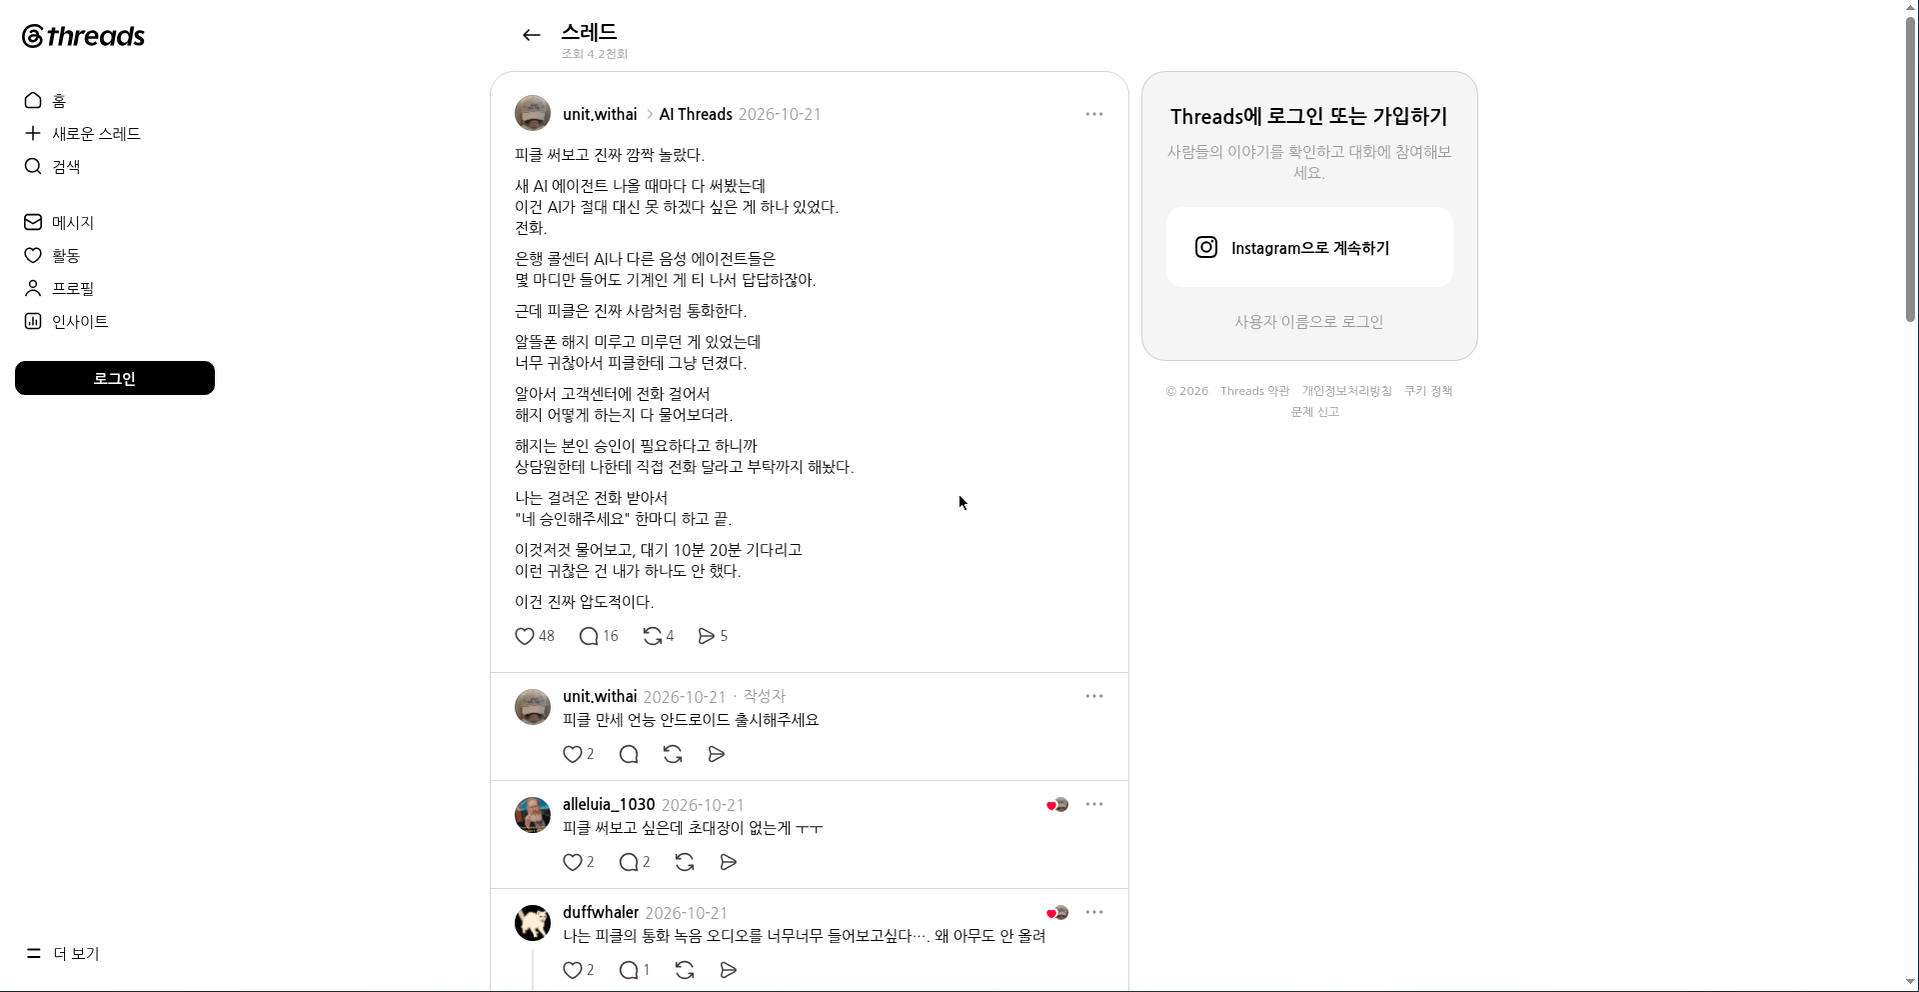 threads
홈
새로운 스레드
검색
메시지
활동
프로필
인사이트
로그인
더 보기
스레드
조회 4.2천회
unit.withai > AI Threads 2026-10-21
피클 써보고 진짜 깜짝 놀랐다.
새 AI 에이전트 나올 때마다 다 써봤는데
이건 AI가 절대 대신 못 하겠다 싶은 게 하나 있었다.
전화.
은행 콜센터 AI나 다른 음성 에이전트들은
몇 마디만 들어도 기계인 게 티 나서 답답하잖아.
근데 피클은 진짜 사람처럼 통화한다.
알뜰폰 해지 미루고 미루던 게 있었는데
너무 귀찮아서 피클한테 그냥 던졌다.
알아서 고객센터에 전화 걸어서
해지 어떻게 하는지 다 물어보더라.
해지는 본인 승인이 필요하다고 하니까
상담원한테 나한테 직접 전화 달라고 부탁까지 해놨다.
나는 걸려온 전화 받아서
"네 승인해주세요" 한마디 하고 끝.
이것저것 물어보고, 대기 10분 20분 기다리고
이런 귀찮은 건 내가 하나도 안 했다.
이건 진짜 압도적이다.
48 16 4 5
unit.withai 2026-10-21 · 작성자
피클 만세 언능 안드로이드 출시해주세요
2
alleluia_1030 2026-10-21
피클 써보고 싶은데 초대장이 없는게 ㅜㅜ
2 2
duffwhaler 2026-10-21
나는 피클의 통화 녹음 오디오를 너무너무 들어보고싶다…. 왜 아무도 안 올려
2 1
Threads에 로그인 또는 가입하기
사람들의 이야기를 확인하고 대화에 참여해보
세요.
Instagram으로 계속하기
사용자 이름으로 로그인
© 2026 Threads 약관 개인정보처리방침 쿠키 정책
문제 신고